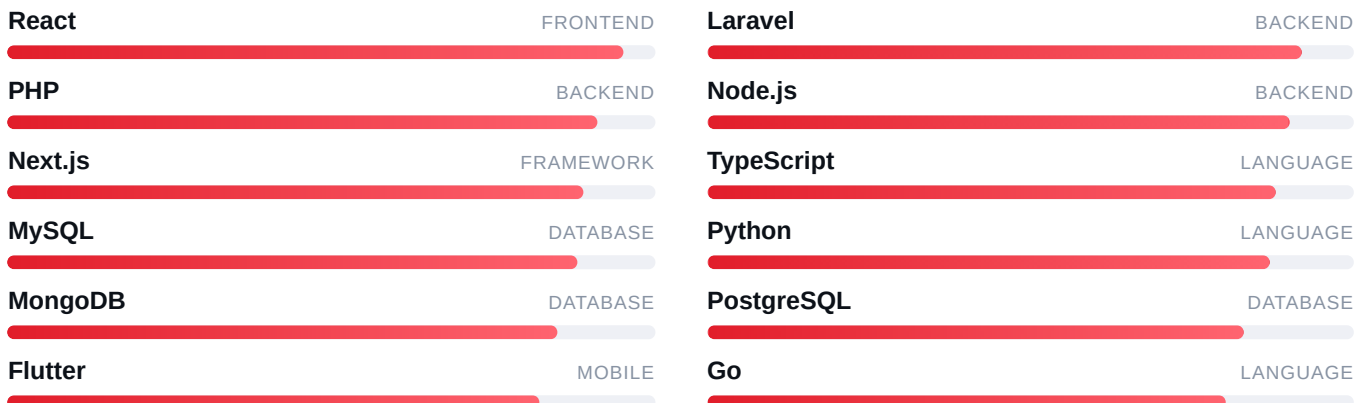 React FRONTEND Laravel BACKEND
PHP BACKEND Node.js BACKEND
Next.js FRAMEWORK TypeScript LANGUAGE
MySQL DATABASE Python LANGUAGE
MongoDB DATABASE PostgreSQL DATABASE
Flutter MOBILE Go LANGUAGE